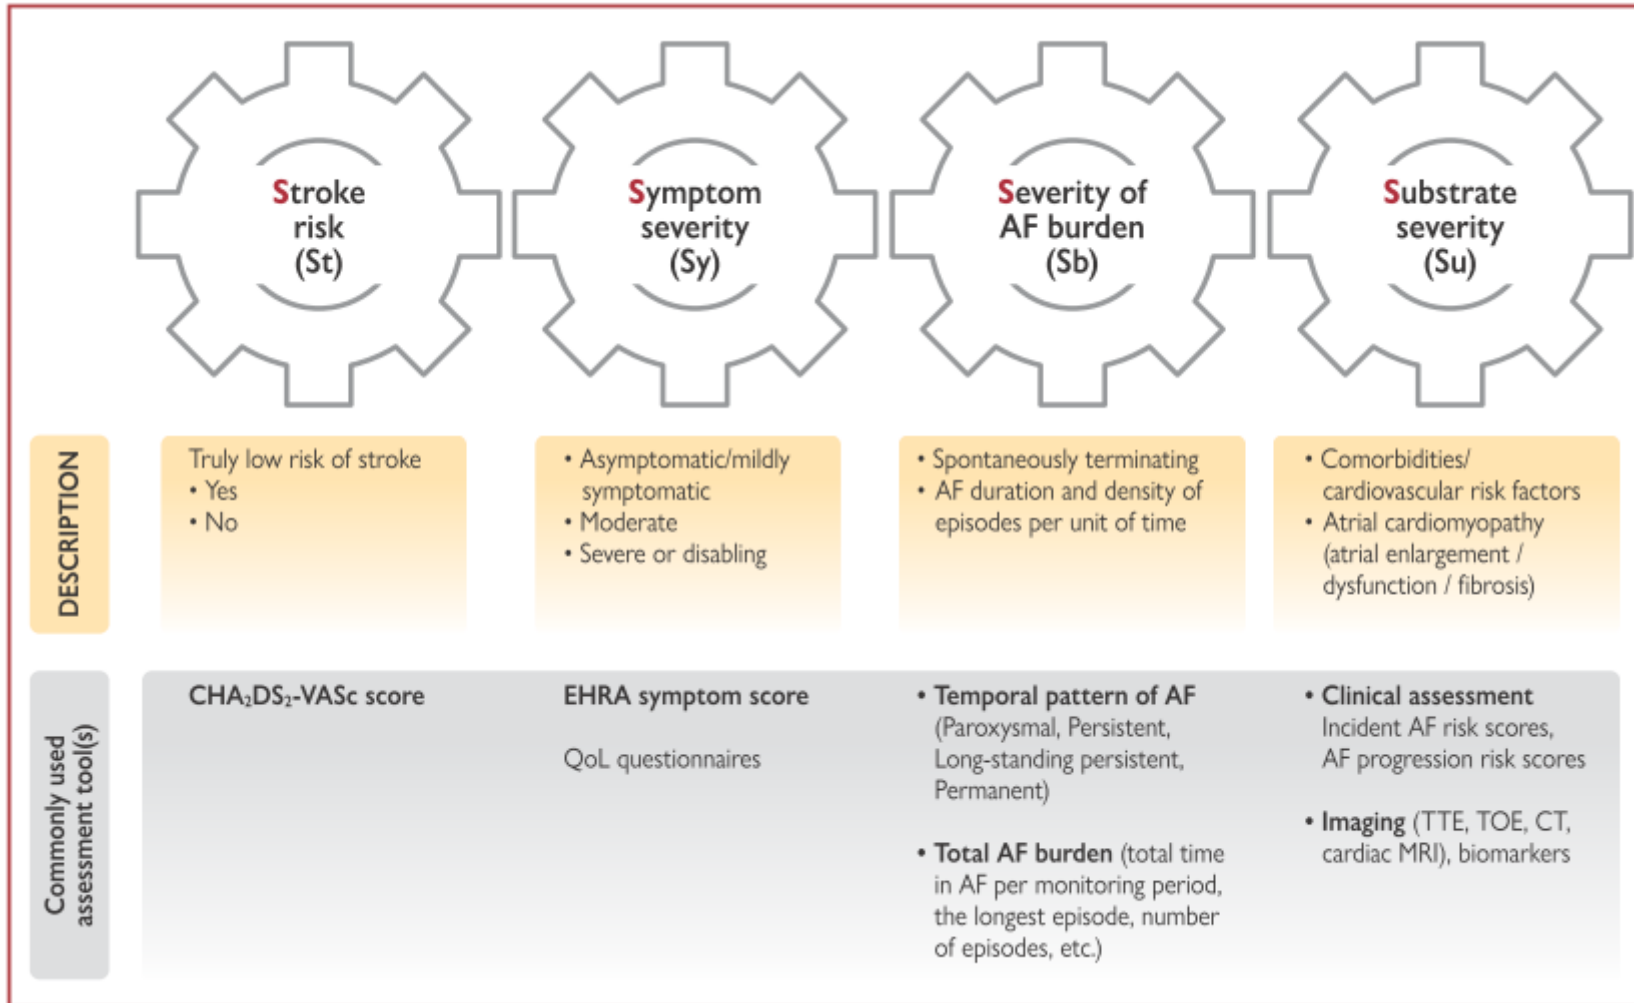 Stroke
risk
(St)
Symptom
severity
(Sy)
Severity of
AF burden
(Sb)
Substrate
severity
(Su)
DESCRIPTION
Truly low risk of stroke
• Yes
• No
• Asymptomatic/mildly
symptomatic
• Moderate
• Severe or disabling
• Spontaneously terminating
• AF duration and density of
episodes per unit of time
• Comorbidities/
cardiovascular risk factors
• Atrial cardiomyopathy
(atrial enlargement /
dysfunction / fibrosis)
Commonly used
assessment tool(s)
CHA₂DS₂-VASc score
EHRA symptom score
QoL questionnaires
• Temporal pattern of AF
(Paroxysmal, Persistent,
Long-standing persistent,
Permanent)
• Total AF burden (total time
in AF per monitoring period,
the longest episode, number
of episodes, etc.)
• Clinical assessment
Incident AF risk scores,
AF progression risk scores
• Imaging (TTE, TOE, CT,
cardiac MRI), biomarkers